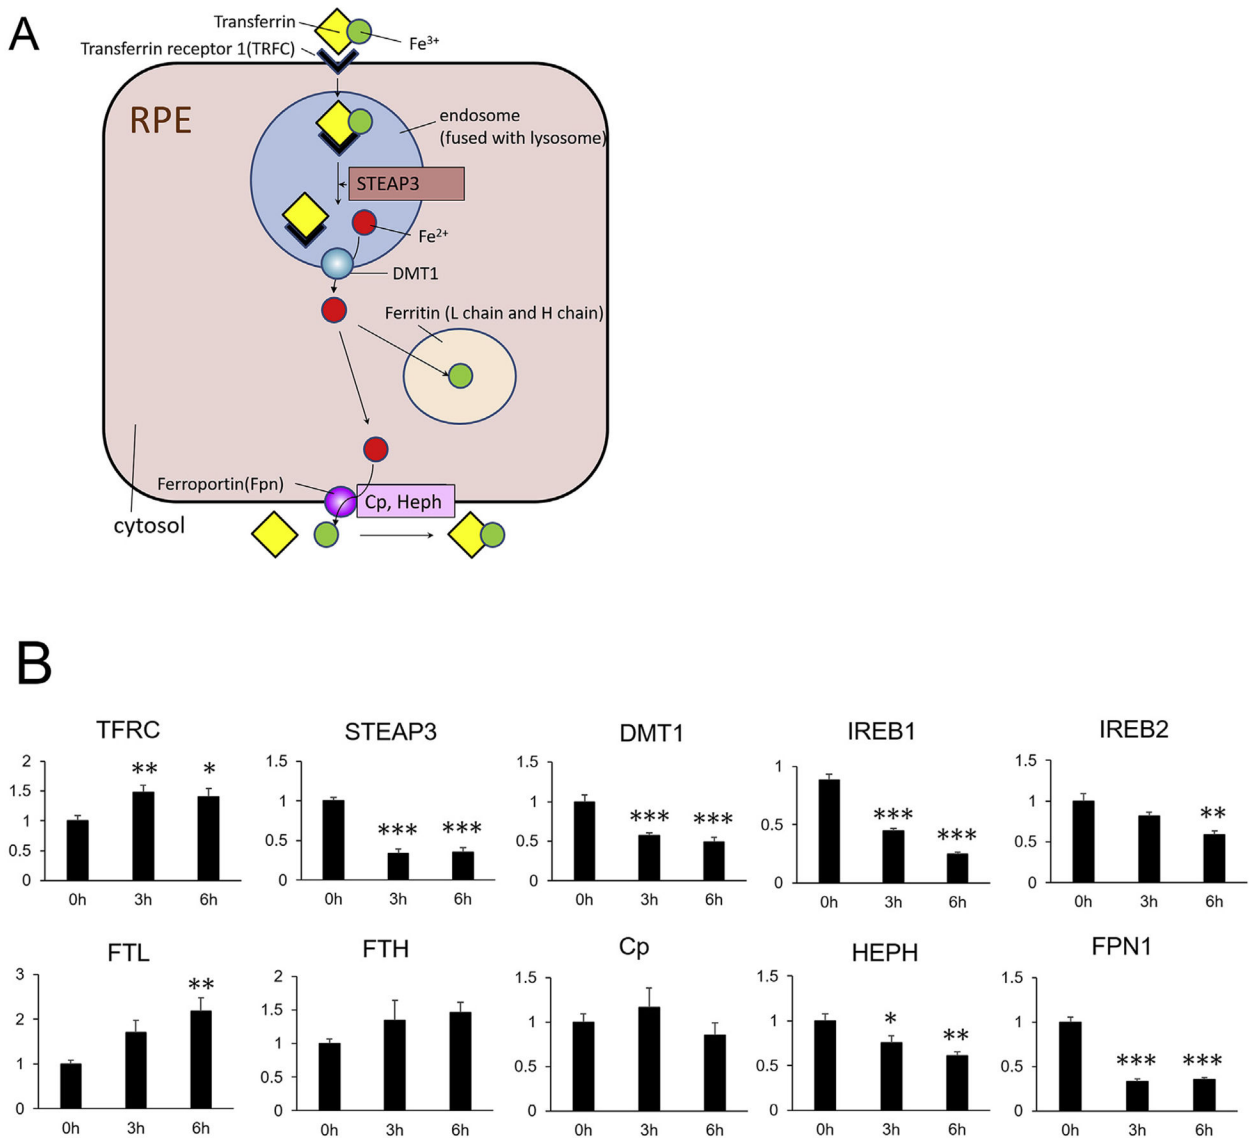 A
Transferrin
Fe³⁺
Transferrin receptor 1(TRFC)
RPE
endosome
(fused with lysosome)
STEAP3
Fe²⁺
DMT1
Ferritin (L chain and H chain)
Ferroportin(Fpn)
Cp, Heph
cytosol
B
TFRC
2
1.5
1
0.5
0
** *
0h 3h 6h
STEAP3
1.5
1
0.5
0
*** ***
0h 3h 6h
DMT1
1.5
1
0.5
0
*** ***
0h 3h 6h
IREB1
1
0.5
0
*** ***
0h 3h 6h
IREB2
1.5
1
0.5
0
**
0h 3h 6h
FTL
3
2
1
0
**
0h 3h 6h
FTH
2
1.5
1
0.5
0
0h 3h 6h
Cp
1.5
1
0.5
0
0h 3h 6h
HEPH
1.5
1
0.5
0
* **
0h 3h 6h
FPN1
1.5
1
0.5
0
*** ***
0h 3h 6h